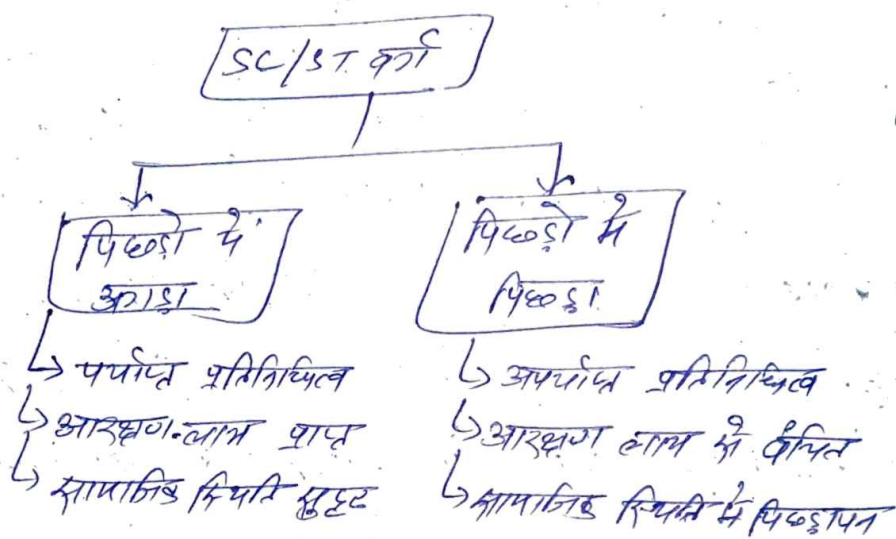 SC/ST वर्ग
पिछड़ो में
अगड़ा
पर्याप्त प्रतिनिधित्व
आरक्षण-लाभ प्राप्त
सामाजिक स्थिति सुदृढ़
पिछड़ो में
पिछड़ा
अपर्याप्त प्रतिनिधित्व
आरक्षण लाभ से वंचित
सामाजिक स्थिति में पिछड़ापन